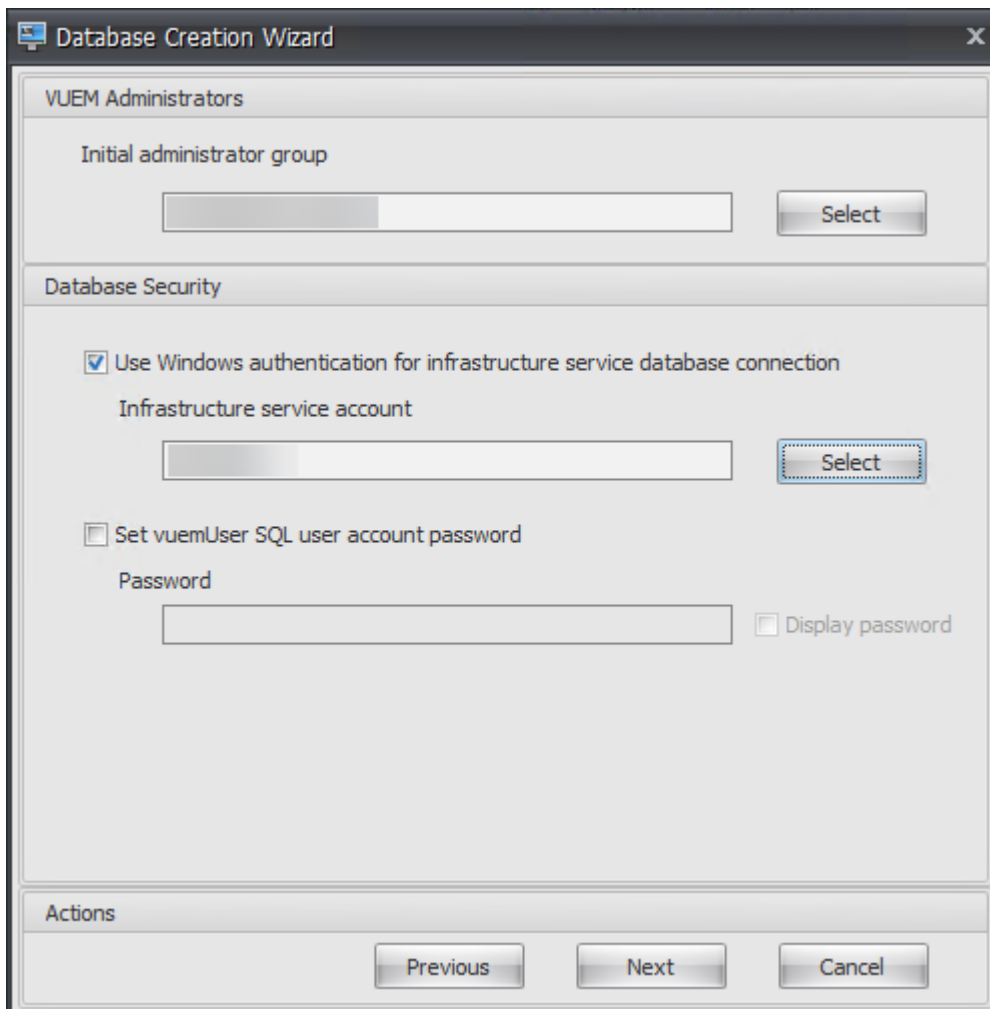 Database Creation Wizard
VUEM Administrators
Initial administrator group
Select
Database Security
Use Windows authentication for infrastructure service database connection
Infrastructure service account
Select
Set vuemUser SQL user account password
Password
Display password
Actions
Previous Next Cancel